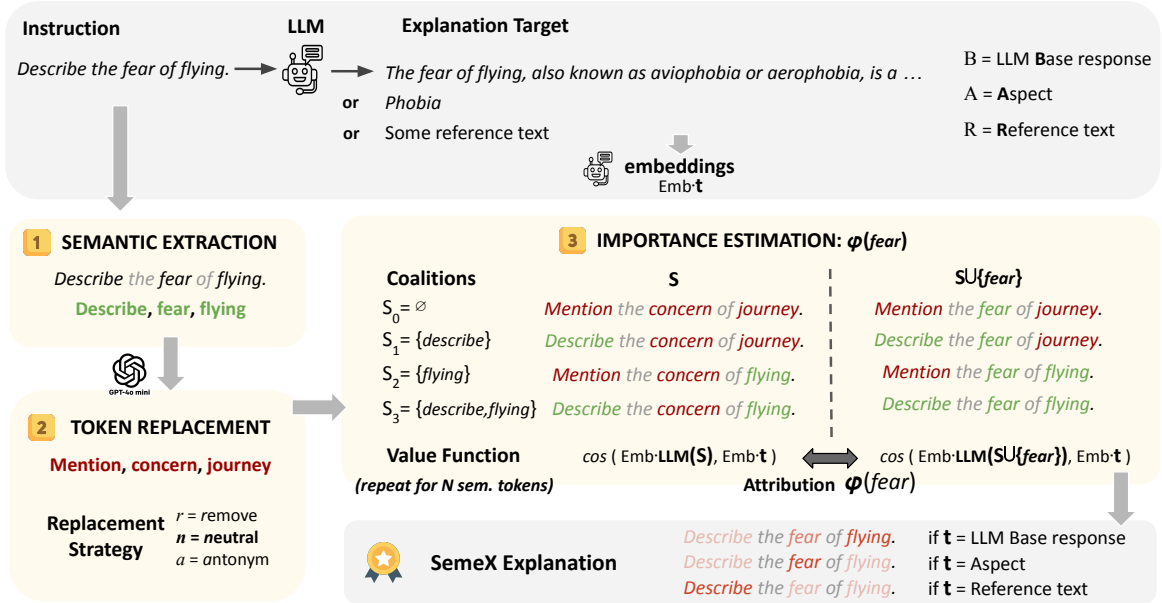 Instruction
LLM
Explanation Target
Describe the fear of flying.
The fear of flying, also known as aviophobia or aerophobia, is a …
or Phobia
or Some reference text
B = LLM Base response
A = Aspect
R = Reference text
embeddings
Emb·t
1 SEMANTIC EXTRACTION
Describe the fear of flying.
Describe, fear, flying
GPT-4o mini
2 TOKEN REPLACEMENT
Mention, concern, journey
Replacement Strategy
r = remove
n = neutral
a = antonym
3 IMPORTANCE ESTIMATION: φ(fear)
Coalitions S S∪{fear}
S0= ∅ Mention the concern of journey. Mention the fear of journey.
S1= {describe} Describe the concern of journey. Describe the fear of journey.
S2= {flying} Mention the concern of flying. Mention the fear of flying.
S3= {describe,flying} Describe the concern of flying. Describe the fear of flying.
Value Function cos ( Emb·LLM(S), Emb·t ) cos ( Emb·LLM(S∪{fear}), Emb·t )
(repeat for N sem. tokens) Attribution φ(fear)
SemeX Explanation
Describe the fear of flying. if t = LLM Base response
Describe the fear of flying. if t = Aspect
Describe the fear of flying. if t = Reference text